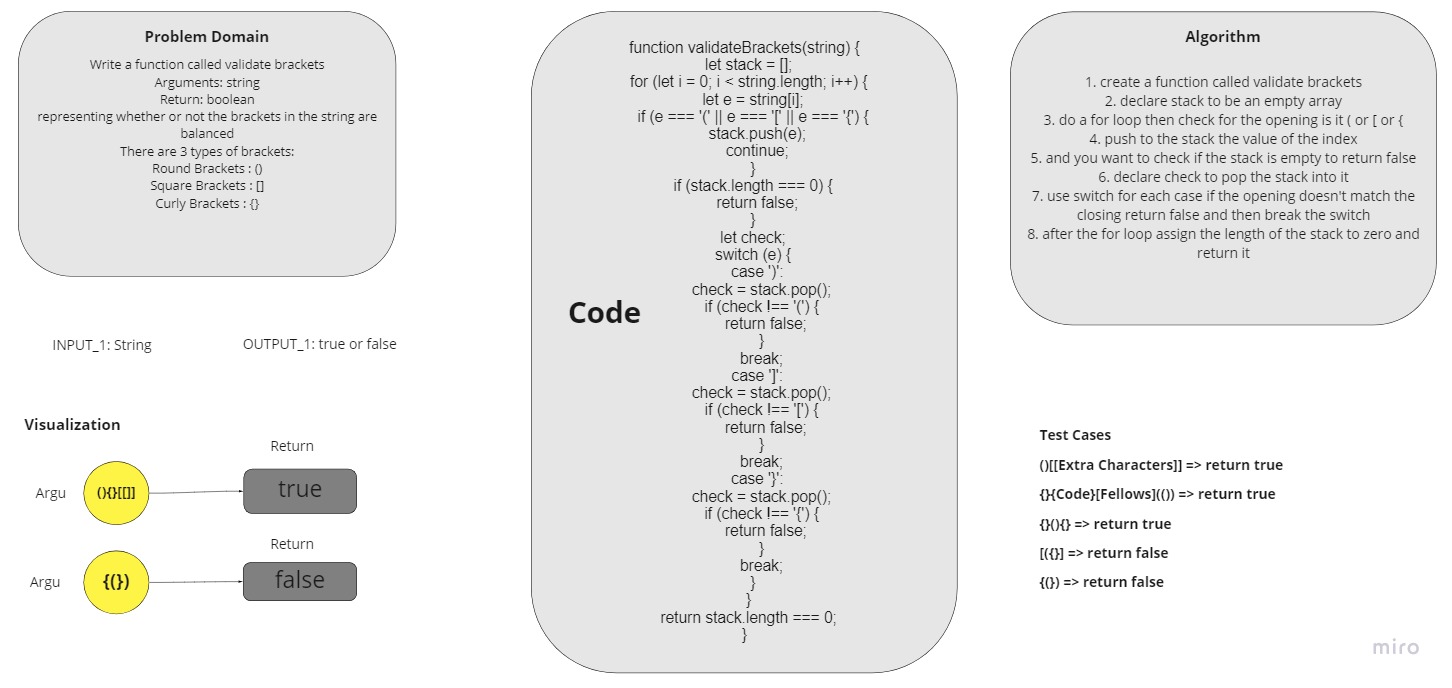 Problem Domain
Write a function called validate brackets
Arguments: string
Return: boolean
representing whether or not the brackets in the string are
balanced
There are 3 types of brackets:
Round Brackets : ()
Square Brackets : []
Curly Brackets : {}
INPUT_1: String
OUTPUT_1: true or false
Visualization
Return
Argu
(){}[[]]
true
Return
Argu
{(})
false
Code
function validateBrackets(string) {
let stack = [];
for (let i = 0; i < string.length; i++) {
let e = string[i];
if (e === '(' || e === '[' || e === '{') {
stack.push(e);
continue;
}
if (stack.length === 0) {
return false;
}
let check;
switch (e) {
case ')':
check = stack.pop();
if (check !== '(') {
return false;
}
break;
case ']':
check = stack.pop();
if (check !== '[') {
return false;
}
break;
case '}':
check = stack.pop();
if (check !== '{') {
return false;
}
break;
}
}
return stack.length === 0;
}
Algorithm
1. create a function called validate brackets
2. declare stack to be an empty array
3. do a for loop then check for the opening is it ( or [ or {
4. push to the stack the value of the index
5. and you want to check if the stack is empty to return false
6. declare check to pop the stack into it
7. use switch for each case if the opening doesn't match the
closing return false and then break the switch
8. after the for loop assign the length of the stack to zero and
return it
Test Cases
()[[Extra Characters]] => return true
{}{Code}[Fellows](()) => return true
{}(){} => return true
[({}] => return false
{(}) => return false
miro